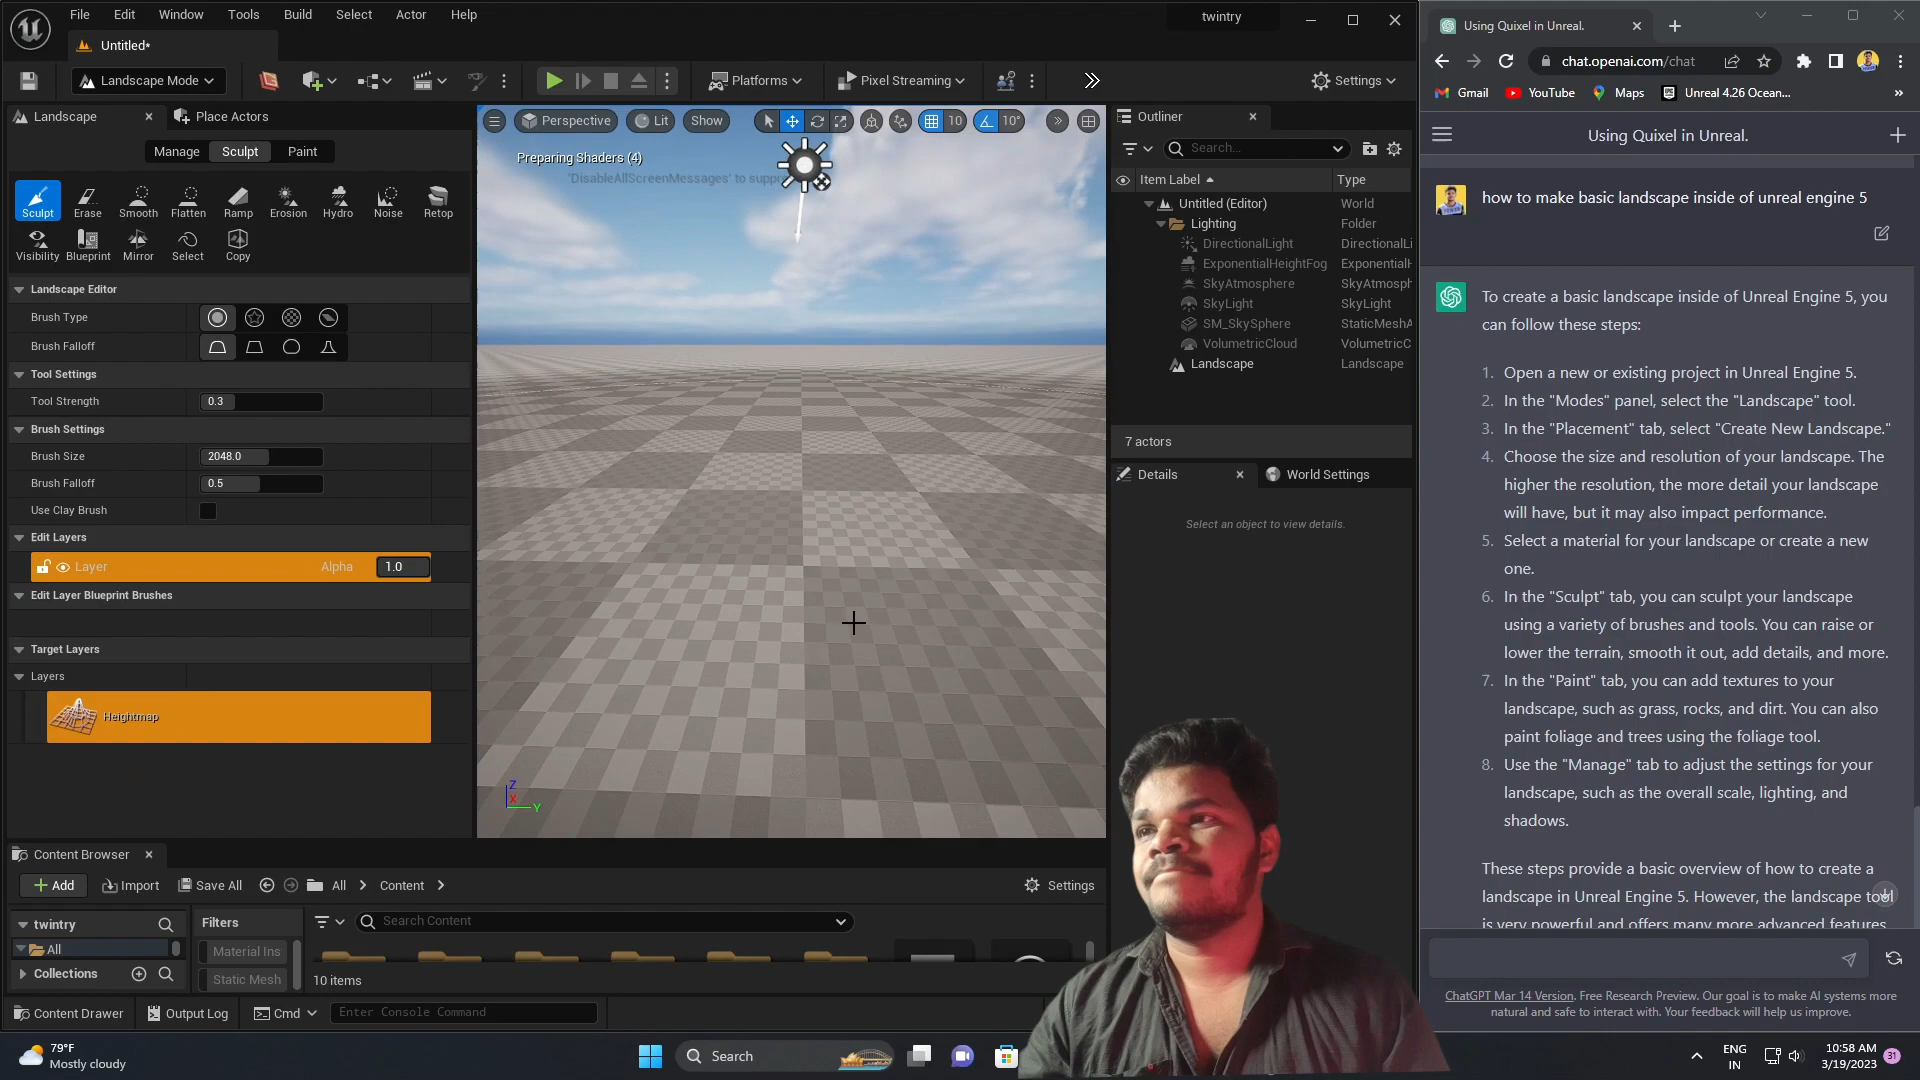 File Edit Window Tools Build Select Actor Help
twintry
Untitled*
Landscape Mode
Platforms
Pixel Streaming
Settings
Landscape
Place Actors
Manage Sculpt Paint
Sculpt Erase Smooth Flatten Ramp Erosion Hydro Noise Retop
Visibility Blueprint Mirror Select Copy
Landscape Editor
Brush Type
Brush Falloff
Tool Settings
Tool Strength 0.3
Brush Settings
Brush Size 2048.0
Brush Falloff 0.5
Use Clay Brush
Edit Layers
Layer Alpha 1.0
Edit Layer Blueprint Brushes
Target Layers
Layers
Heightmap
Perspective Lit Show 10 10°
Preparing Shaders (4)
'DisableAllScreenMessages' to suppr
Z
X
Y
Outliner
Search...
Item Label Type
Untitled (Editor) World
Lighting Folder
DirectionalLight DirectionalLi
ExponentialHeightFog ExponentialH
SkyAtmosphere SkyAtmosph
SkyLight SkyLight
SM_SkySphere StaticMeshA
VolumetricCloud VolumetricC
Landscape Landscape
7 actors
Details
World Settings
Select an object to view details.
Content Browser
Add Import Save All All Content Settings
twintry
All
Collections
Filters
Material Ins
Static Mesh
Search Content
10 items
Content Drawer Output Log Cmd Enter Console Command
79°F
Mostly cloudy
Search
ENG
IN
10:58 AM
3/19/2023
31
Using Quixel in Unreal.
chat.openai.com/chat
Gmail YouTube Maps Unreal 4.26 Ocean... »
Using Quixel in Unreal.
how to make basic landscape inside of unreal engine 5
To create a basic landscape inside of Unreal Engine 5, you
can follow these steps:
1. Open a new or existing project in Unreal Engine 5.
2. In the "Modes" panel, select the "Landscape" tool.
3. In the "Placement" tab, select "Create New Landscape."
4. Choose the size and resolution of your landscape. The
higher the resolution, the more detail your landscape
will have, but it may also impact performance.
5. Select a material for your landscape or create a new
one.
6. In the "Sculpt" tab, you can sculpt your landscape
using a variety of brushes and tools. You can raise or
lower the terrain, smooth it out, add details, and more.
7. In the "Paint" tab, you can add textures to your
landscape, such as grass, rocks, and dirt. You can also
paint foliage and trees using the foliage tool.
8. Use the "Manage" tab to adjust the settings for your
landscape, such as the overall scale, lighting, and
shadows.
These steps provide a basic overview of how to create a
landscape in Unreal Engine 5. However, the landscape tool
is very powerful and offers many more advanced features
ChatGPT Mar 14 Version. Free Research Preview. Our goal is to make AI systems more
natural and safe to interact with. Your feedback will help us improve.